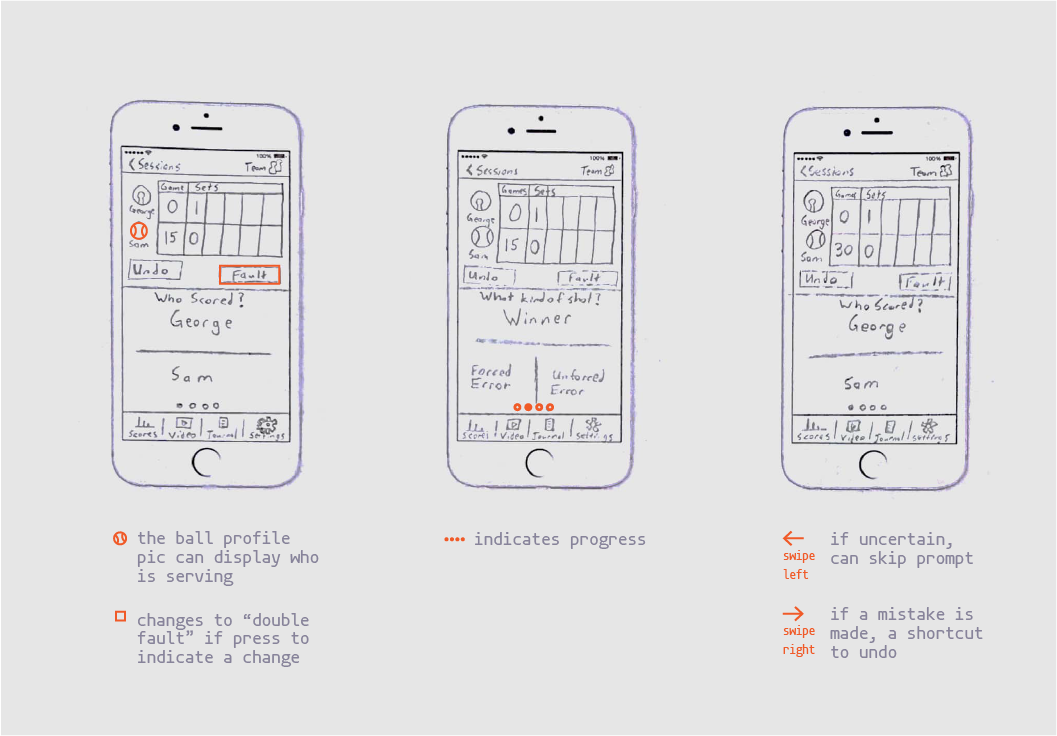 100%
Sessions
Team
Game Sets
George
0 1
Sam
15 0
Undo
Fault
Who Scored?
George
Sam
Scores Video Journal Settings
100%
Sessions
Team
Games Sets
George
0 1
Sam
15 0
Undo
Fault
What kind of shot?
Winner
Forced
Error
Unforced
Error
Scores Video Journal Settings
100%
Sessions
Team
Games Sets
George
0 1
Sam
30 0
Undo
Fault
Who Scored?
George
Sam
Scores Video Journal Settings
the ball profile
pic can display who
is serving
changes to “double
fault” if press to
indicate a change
indicates progress
swipe
left
if uncertain,
can skip prompt
swipe
right
if a mistake is
made, a shortcut
to undo